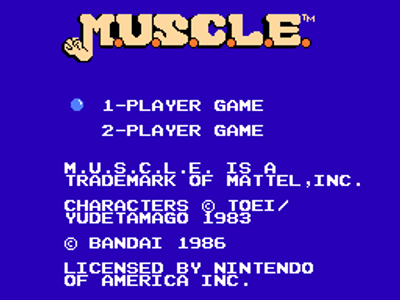 M.U.S.C.L.E.™
1-PLAYER GAME
2-PLAYER GAME
M.U.S.C.L.E. IS A
TRADEMARK OF MATTEL,INC.
CHARACTERS © TOEI/
YUDETAMAGO 1983
© BANDAI 1986
LICENSED BY NINTENDO
OF AMERICA INC.